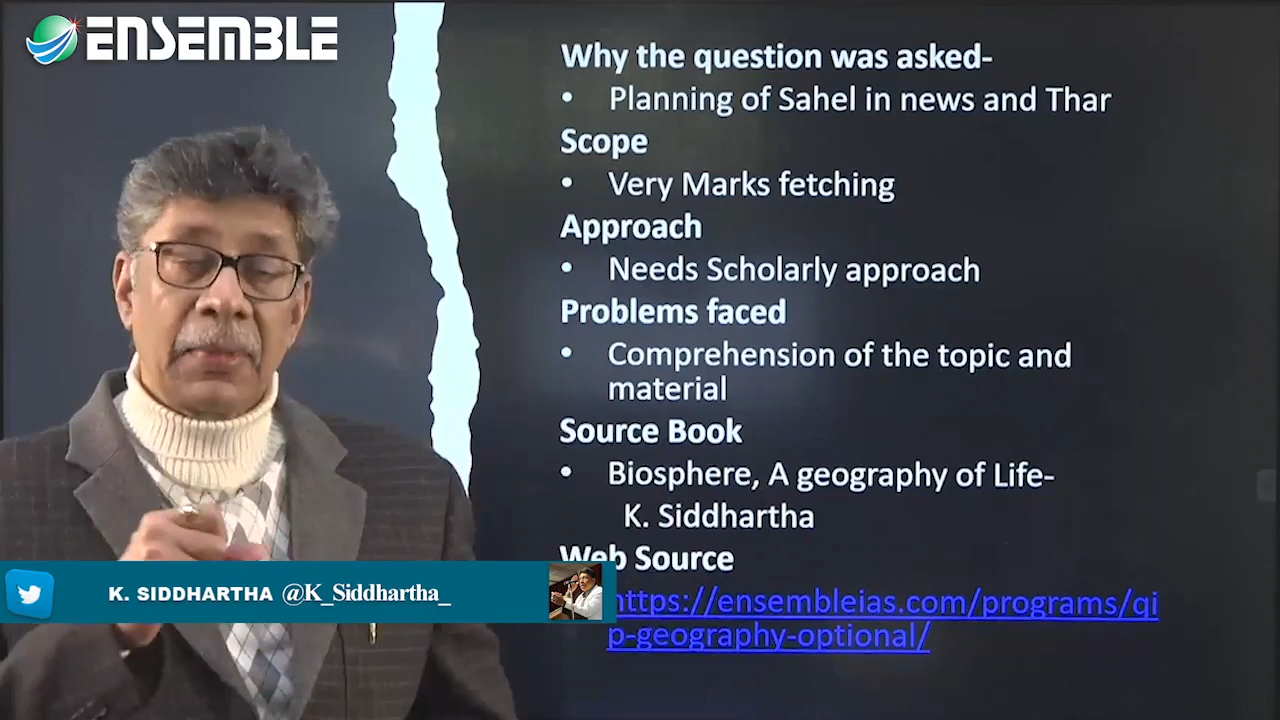 ENSEMBLE
Why the question was asked-
• Planning of Sahel in news and Thar
Scope
• Very Marks fetching
Approach
• Needs Scholarly approach
Problems faced
• Comprehension of the topic and
material
Source Book
• Biosphere, A geography of Life-
K. Siddhartha
Web Source
https://ensembleias.com/programs/qi
p-geography-optional/
K. SIDDHARTHA @K_Siddhartha_